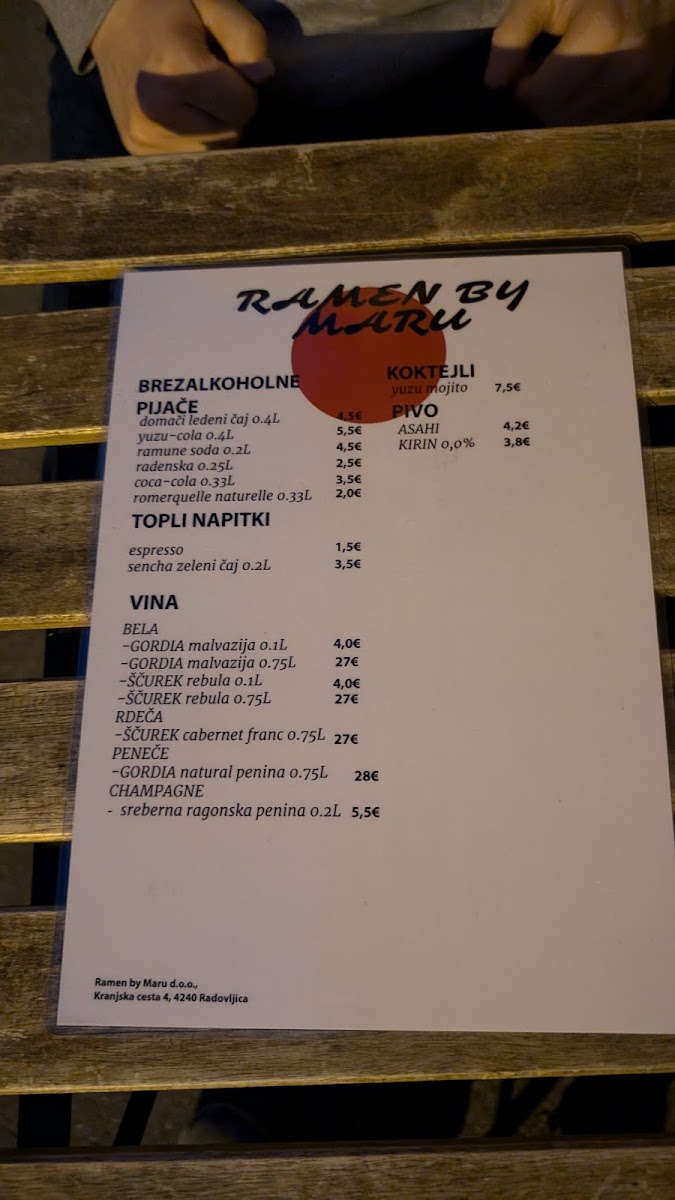 RAMEN BY
MARU
BREZALKOHOLNE
PIJAČE
domači ledeni čaj 0.4L 4,5€
yuzu-cola 0.4L 5,5€
ramune soda 0.2L 4,5€
radenska 0.25L 2,5€
coca-cola 0.33L 3,5€
romerquelle naturelle 0.33L 2,0€
TOPLI NAPITKI
espresso 1,5€
sencha zeleni čaj 0.2L 3,5€
VINA
BELA
-GORDIA malvazija 0.1L 4,0€
-GORDIA malvazija 0.75L 27€
-ŠČUREK rebula 0.1L 4,0€
-ŠČUREK rebula 0.75L 27€
RDEČA
-ŠČUREK cabernet franc 0.75L 27€
PENEČE
-GORDIA natural penina 0.75L 28€
CHAMPAGNE
- sreberna ragonska penina 0.2L 5,5€
KOKTEJLI
yuzu mojito 7,5€
PIVO
ASAHI 4,2€
KIRIN 0,0% 3,8€
Ramen by Maru d.o.o.,
Kranjska cesta 4, 4240 Radovljica